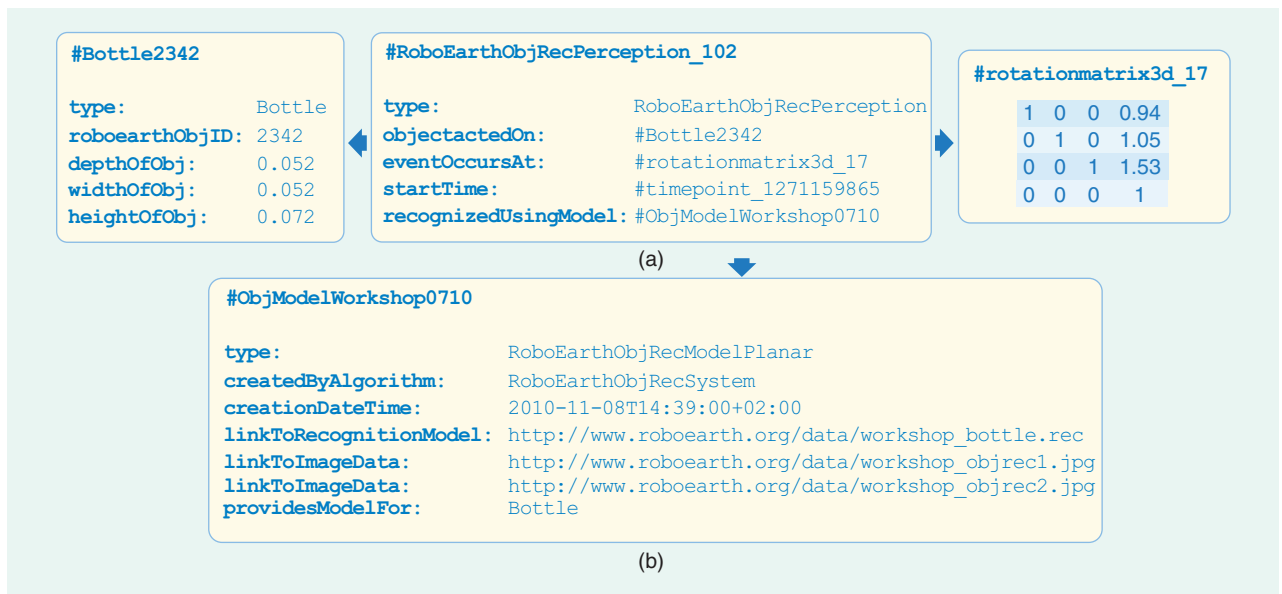 #Bottle2342
type: Bottle
roboearthObjID: 2342
depthOfObj: 0.052
widthOfObj: 0.052
heightOfObj: 0.072
#RoboEarthObjRecPerception_102
type: RoboEarthObjRecPerception
objectactedOn: #Bottle2342
eventOccursAt: #rotationmatrix3d_17
startTime: #timepoint_1271159865
recognizedUsingModel: #ObjModelWorkshop0710
#rotationmatrix3d_17
1 0 0 0.94
0 1 0 1.05
0 0 1 1.53
0 0 0 1
(a)
#ObjModelWorkshop0710
type: RoboEarthObjRecModelPlanar
createdByAlgorithm: RoboEarthObjRecSystem
creationDateTime: 2010-11-08T14:39:00+02:00
linkToRecognitionModel: http://www.roboearth.org/data/workshop_bottle.rec
linkToImageData: http://www.roboearth.org/data/workshop_objrec1.jpg
linkToImageData: http://www.roboearth.org/data/workshop_objrec2.jpg
providesModelFor: Bottle
(b)